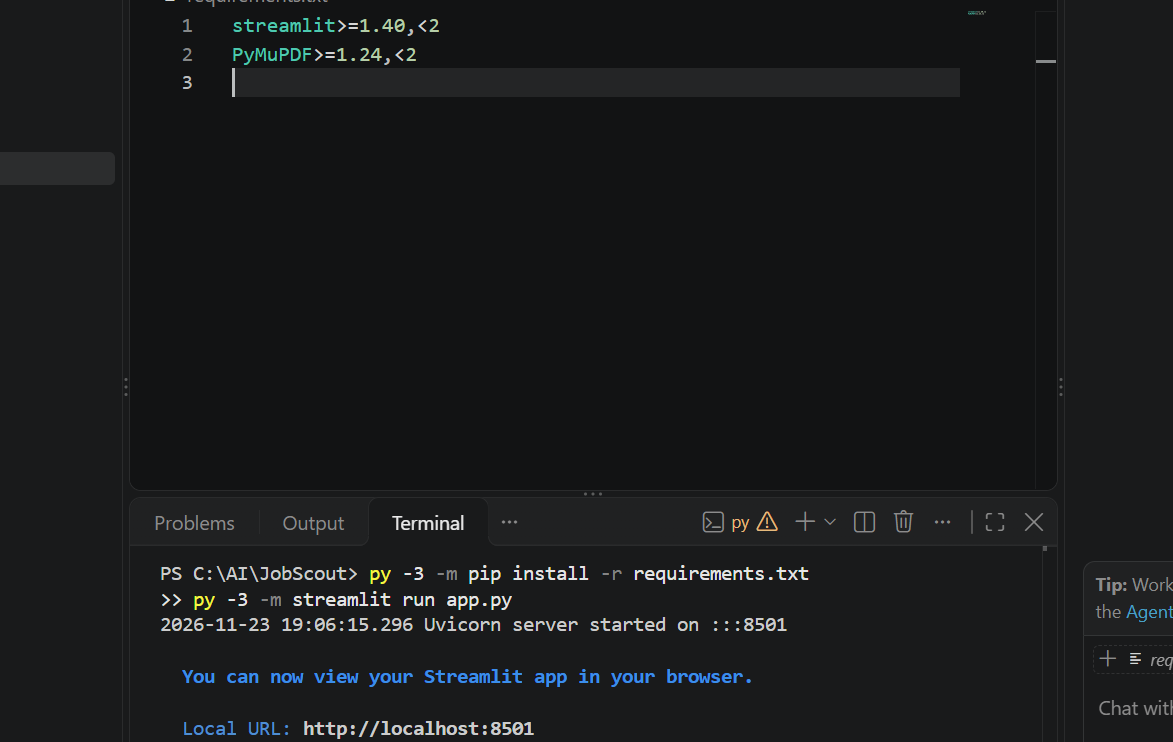 requirements.txt
1 streamlit>=1.40,<2
2 PyMuPDF>=1.24,<2
3
Problems Output Terminal ··· py ···
PS C:\AI\JobScout> py -3 -m pip install -r requirements.txt
>> py -3 -m streamlit run app.py
2026-11-23 19:06:15.296 Uvicorn server started on :::8501
You can now view your Streamlit app in your browser.
Local URL: http://localhost:8501
Tip: Work
the Agent
req
Chat with